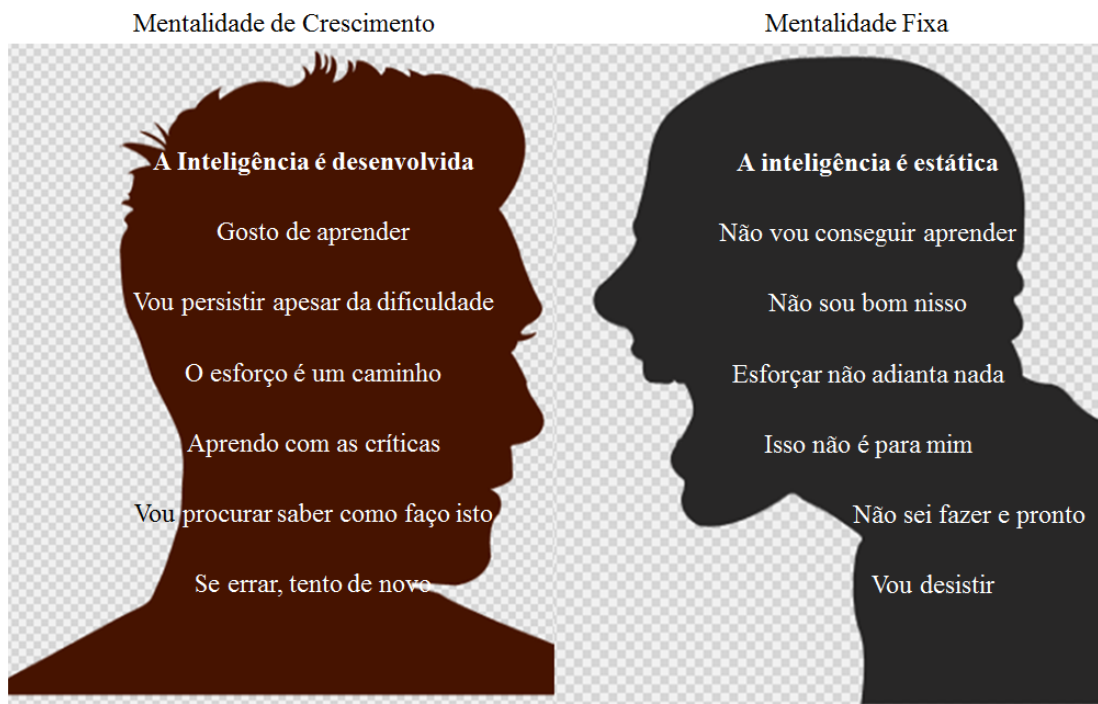 Mentalidade de Crescimento
A Inteligência é desenvolvida
Gosto de aprender
Vou persistir apesar da dificuldade
O esforço é um caminho
Aprendo com as críticas
Vou procurar saber como faço isto
Se errar, tento de novo
Mentalidade Fixa
A inteligência é estática
Não vou conseguir aprender
Não sou bom nisso
Esforçar não adianta nada
Isso não é para mim
Não sei fazer e pronto
Vou desistir